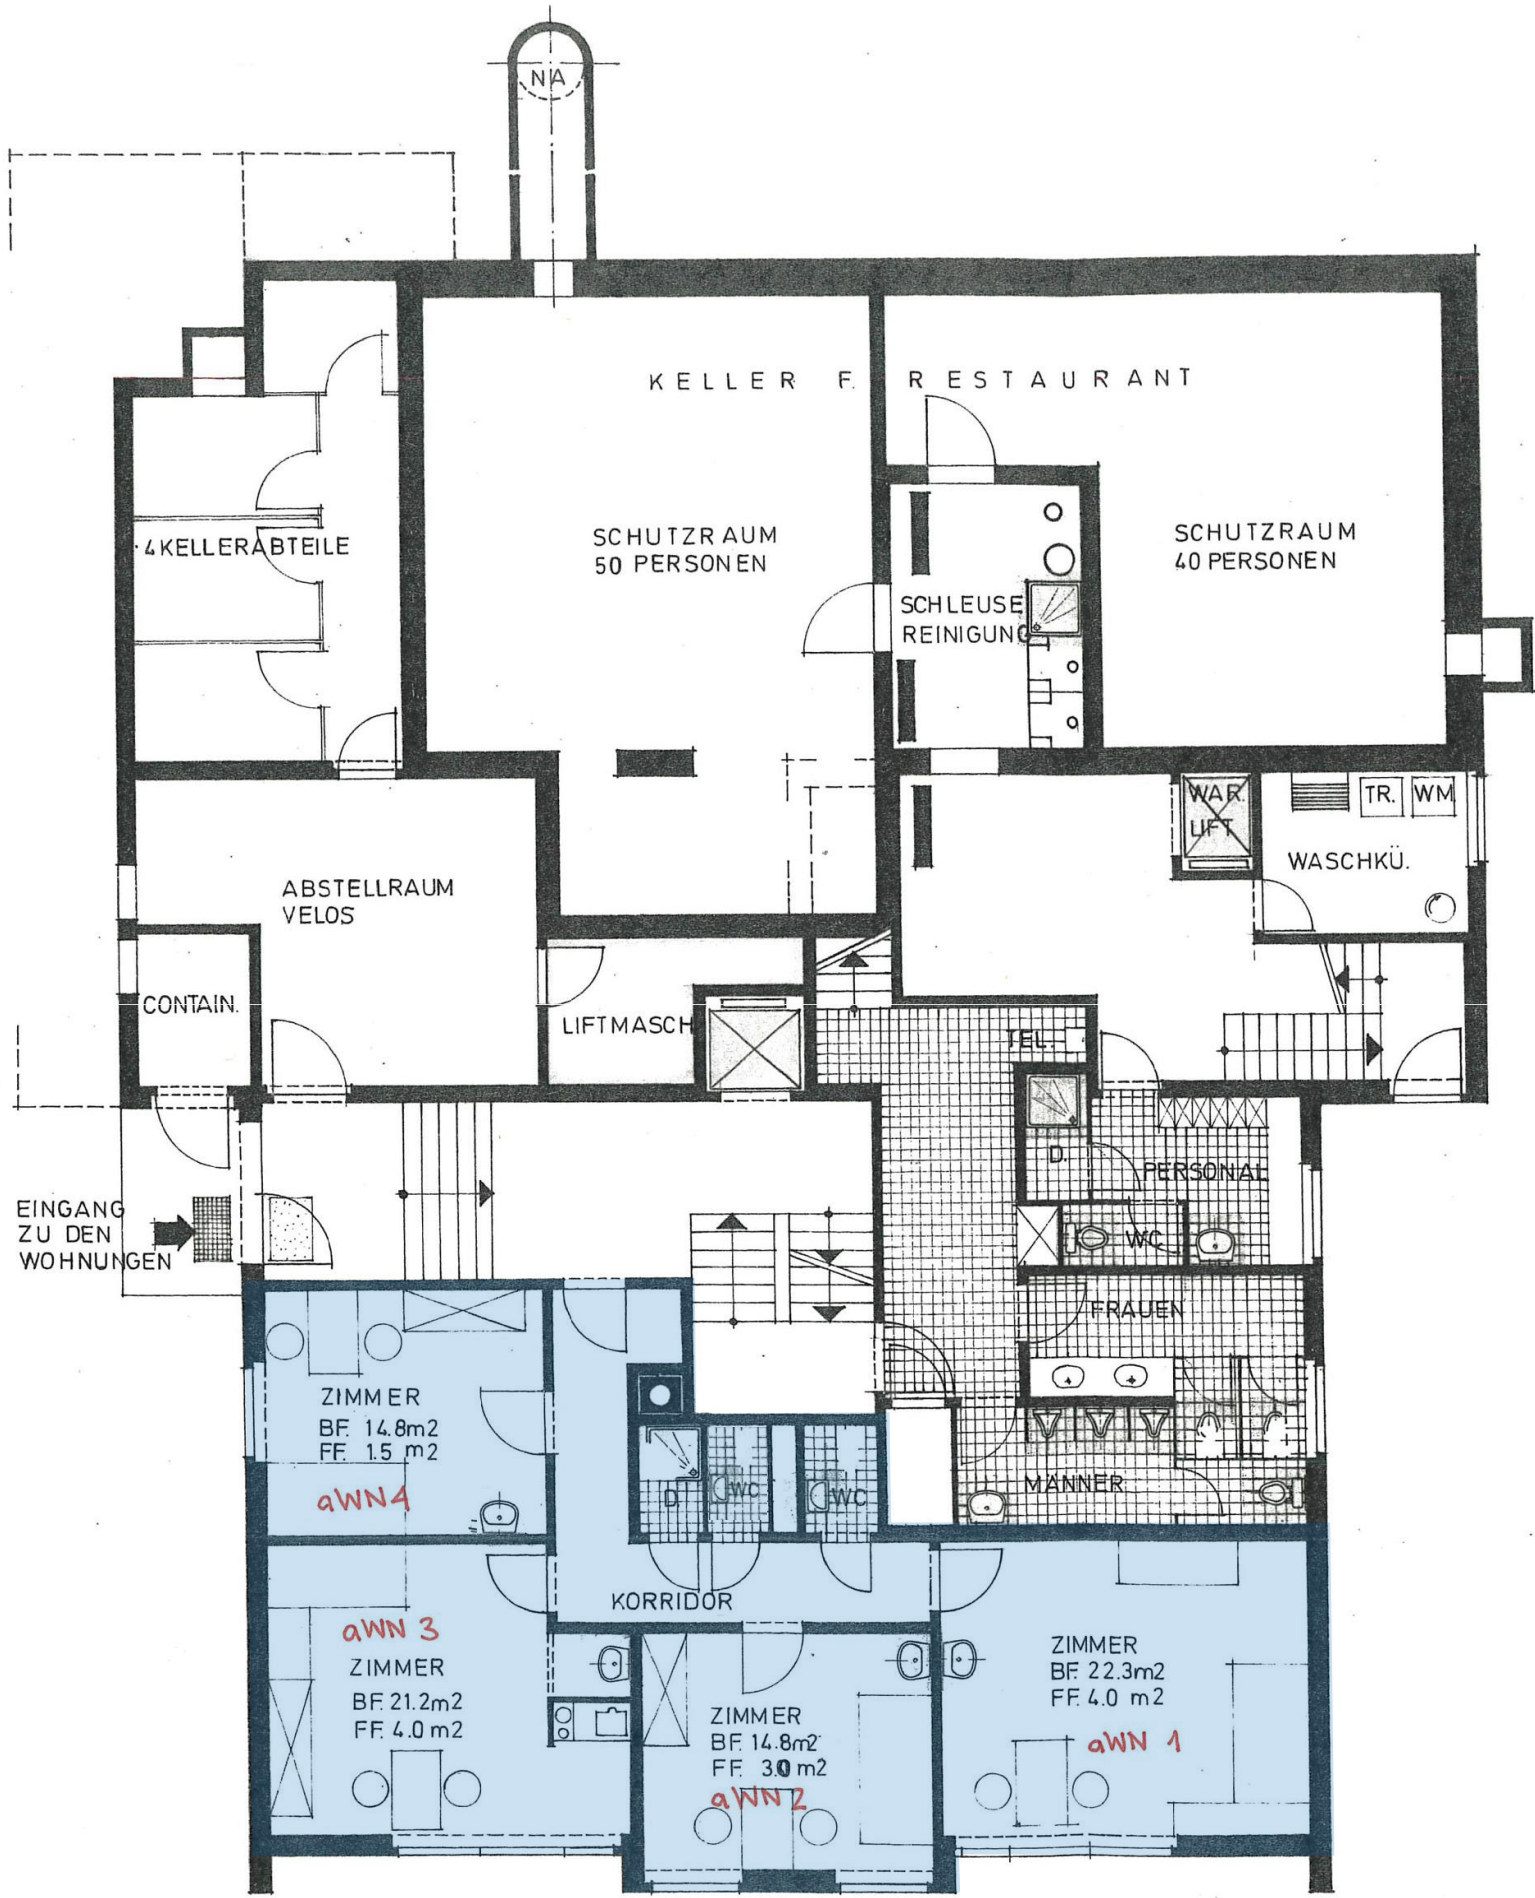 NA
KELLER F. RESTAURANT
SCHUTZRAUM
50 PERSONEN
SCHUTZRAUM
40 PERSONEN
4 KELLERABTEILE
SCHLEUSE
REINIGUNG
WAR.
LIFT
TR.
WM
WASCHKÜ.
ABSTELLRAUM
VELOS
CONTAIN.
LIFTMASCH
TEL.
D.
PERSONAL
WC
EINGANG
ZU DEN
WOHNUNGEN
FRAUEN
MÄNNER
ZIMMER
BF. 14.8m2
FF. 1.5 m2
aWN4
D.
WC
WC
KORRIDOR
aWN 3
ZIMMER
BF. 21.2m2
FF. 4.0 m2
ZIMMER
BF. 14.8m2
FF. 3.0 m2
aWN 2
ZIMMER
BF. 22.3m2
FF. 4.0 m2
aWN 1